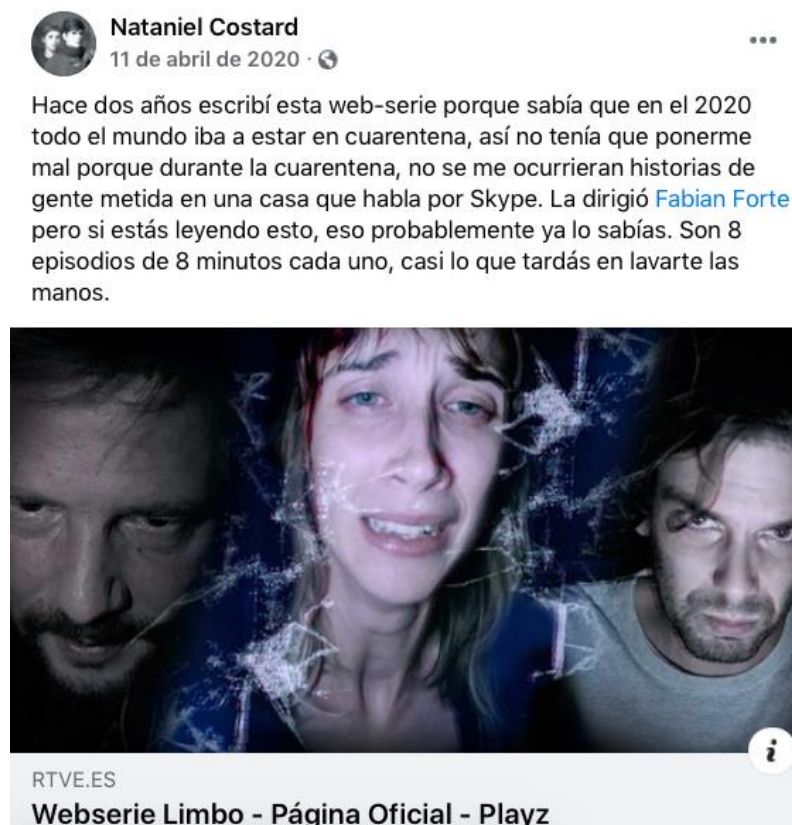 Nataniel Costard
11 de abril de 2020 ·
Hace dos años escribí esta web-serie porque sabía que en el 2020
todo el mundo iba a estar en cuarentena, así no tenía que ponerme
mal porque durante la cuarentena, no se me ocurrieran historias de
gente metida en una casa que habla por Skype. La dirigió Fabian Forte
pero si estás leyendo esto, eso probablemente ya lo sabías. Son 8
episodios de 8 minutos cada uno, casi lo que tardás en lavarte las
manos.
i
RTVE.ES
Webserie Limbo - Página Oficial - Playz